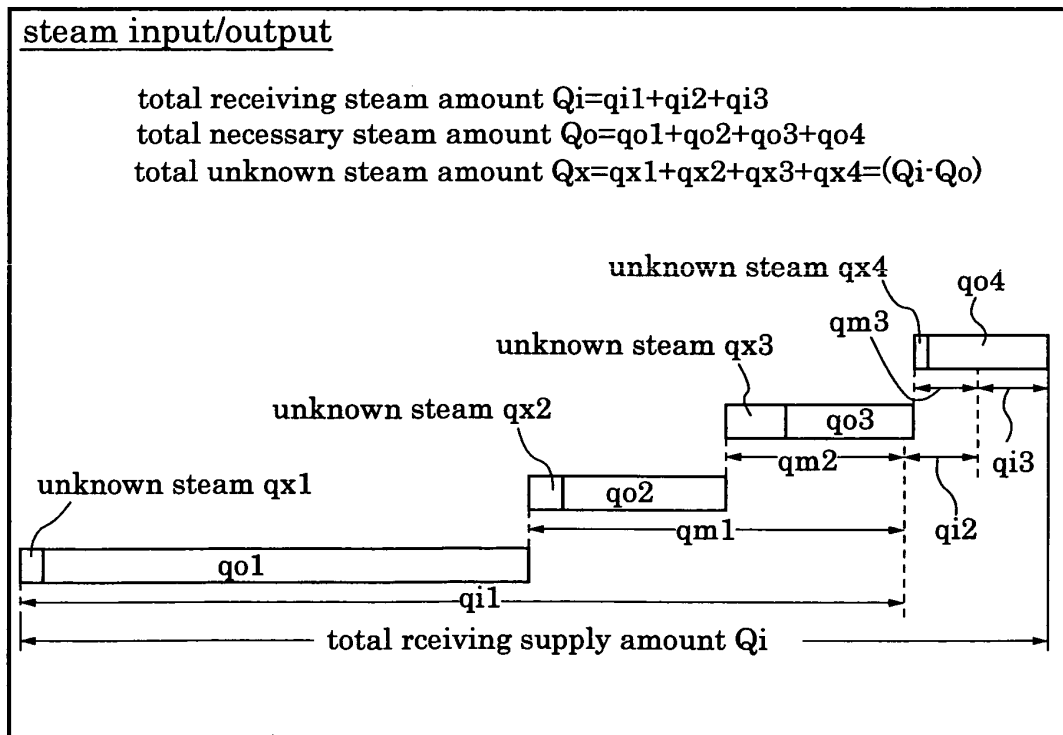 steam input/output
total receiving steam amount Qi=qi1+qi2+qi3
total necessary steam amount Qo=qo1+qo2+qo3+qo4
total unknown steam amount Qx=qx1+qx2+qx3+qx4=(Qi-Qo)
unknown steam qx4
qo4
qm3
unknown steam qx3
unknown steam qx2
qo3
qm2
qi3
unknown steam qx1
qo2
qm1
qi2
qo1
qi1
total rceiving supply amount Qi